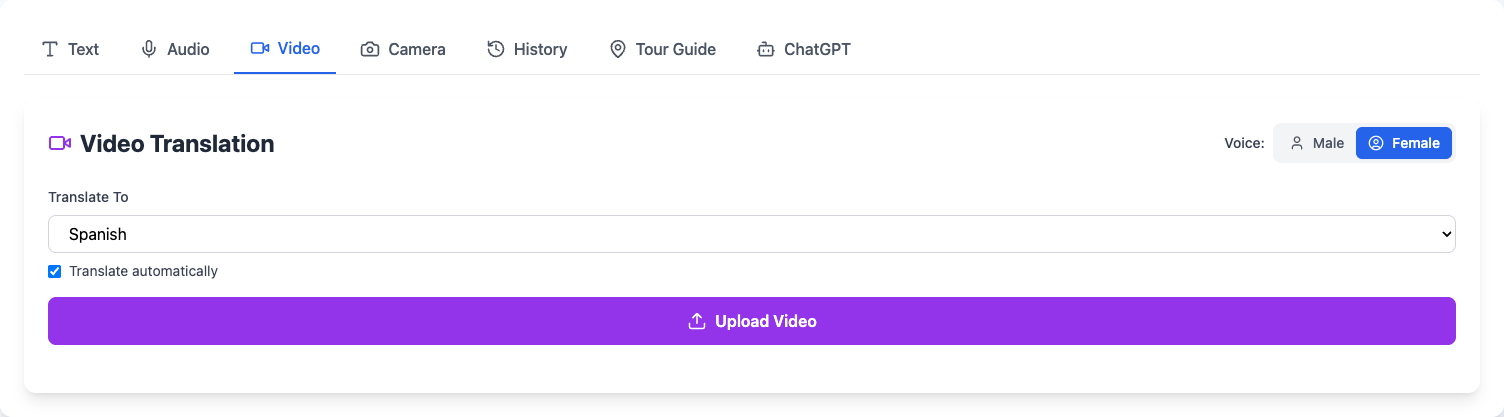 Text Audio Video Camera History Tour Guide ChatGPT
Video Translation Voice: Male Female
Translate To
Spanish
Translate automatically
Upload Video